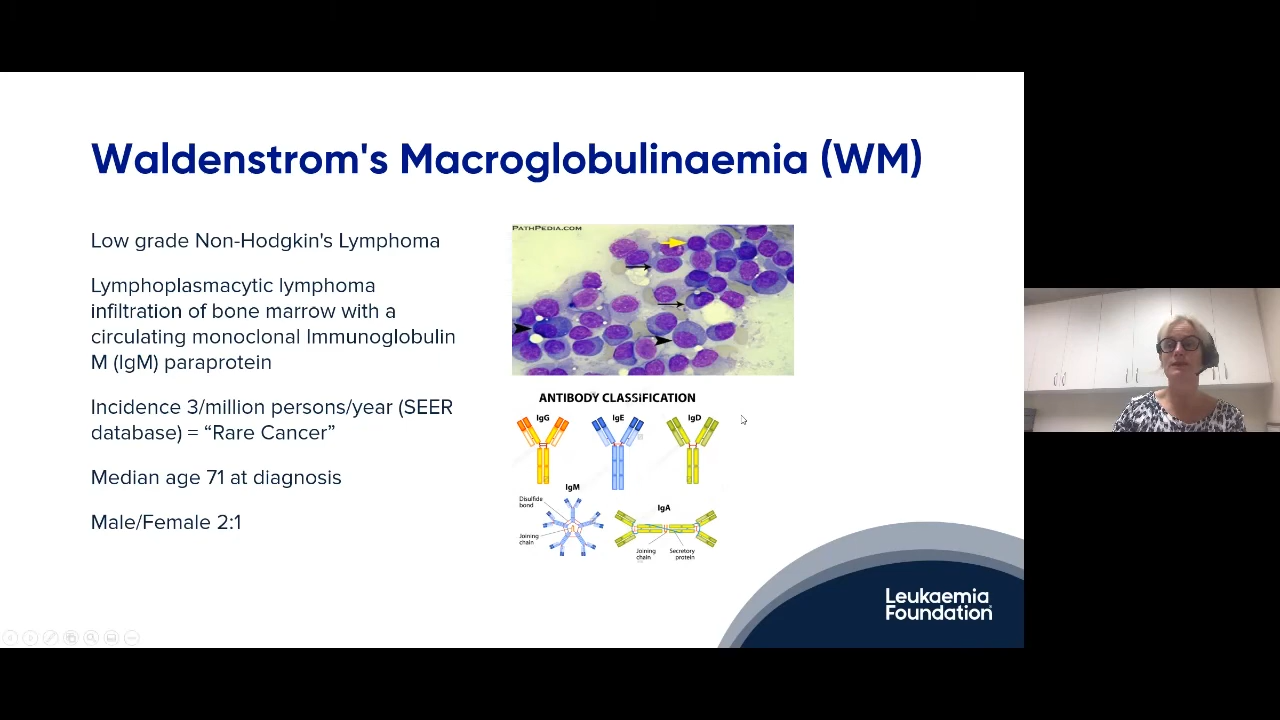 Waldenstrom's Macroglobulinaemia (WM)
Low grade Non-Hodgkin's Lymphoma
Lymphoplasmacytic lymphoma
infiltration of bone marrow with a
circulating monoclonal Immunoglobulin
M (IgM) paraprotein
Incidence 3/million persons/year (SEER
database) = “Rare Cancer”
Median age 71 at diagnosis
Male/Female 2:1
PATHPEDIA.COM
ANTIBODY CLASSiFICATION
IgG
IgE
IgD
IgM
Disulfide
bond
Joining
chain
IgA
Joining
chain
Secretory
protein
Leukaemia
Foundation